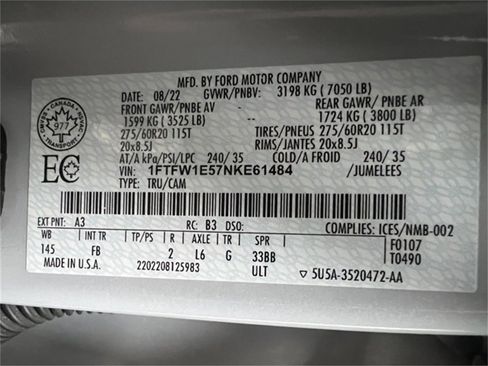 MFD. BY FORD MOTOR COMPANY
DATE: 08/22 GVWR/PNBV: 3198 KG (7050 LB)
FRONT GAWR/PNBE AV REAR GAWR/ PNBE AR
1599 KG (3525 LB) 1724 KG (3800 LB)
275/60R20 115T TIRES/PNEUS 275/60R20 115T
20x8.5J RIMS/JANTES 20x8.5J
AT/A kPa/PSI/LPC 240/ 35 COLD/A FROID 240/ 35
VIN: 1FTFW1E57NKE61484 /JUMELEES
TYPE: TRU/CAM
CANADA
TRANSPORT
977
EC
EXT PNT: A3 RC: B3 DSO: COMPLIES: ICES/NMB-002
WB INT TR TP/PS R AXLE TR SPR F0107
145 FB 2 L6 G 33BB T0490
MADE IN U.S.A. 2202208125983 ULT 5U5A-3520472-AA